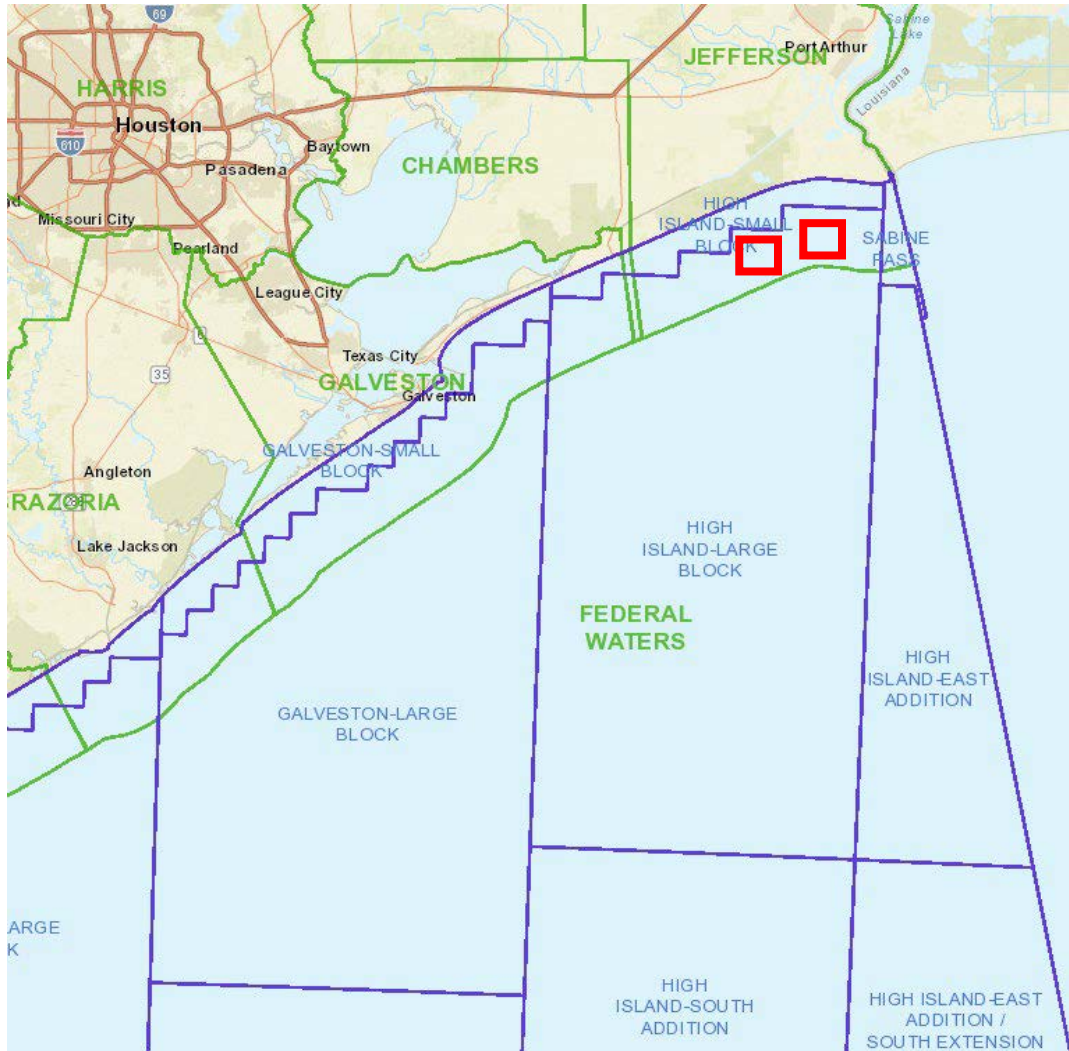 69
Sabine
Lake
Port Arthur
JEFFERSON
Louisiana
HARRIS
Houston
610
Baytown
Pasadena
CHAMBERS
Missouri City
Pearland
HIGH
ISLAND-SMALL
BLOCK
SABINE
PASS
League City
6
35
Texas City
GALVESTON
Galveston
GALVESTON-SMALL
BLOCK
Angleton
RAZORIA
Lake Jackson
HIGH
ISLAND-LARGE
BLOCK
FEDERAL
WATERS
HIGH
ISLAND-EAST
ADDITION
GALVESTON-LARGE
BLOCK
ARGE
K
HIGH
ISLAND-SOUTH
ADDITION
HIGH ISLAND-EAST
ADDITION /
SOUTH EXTENSION